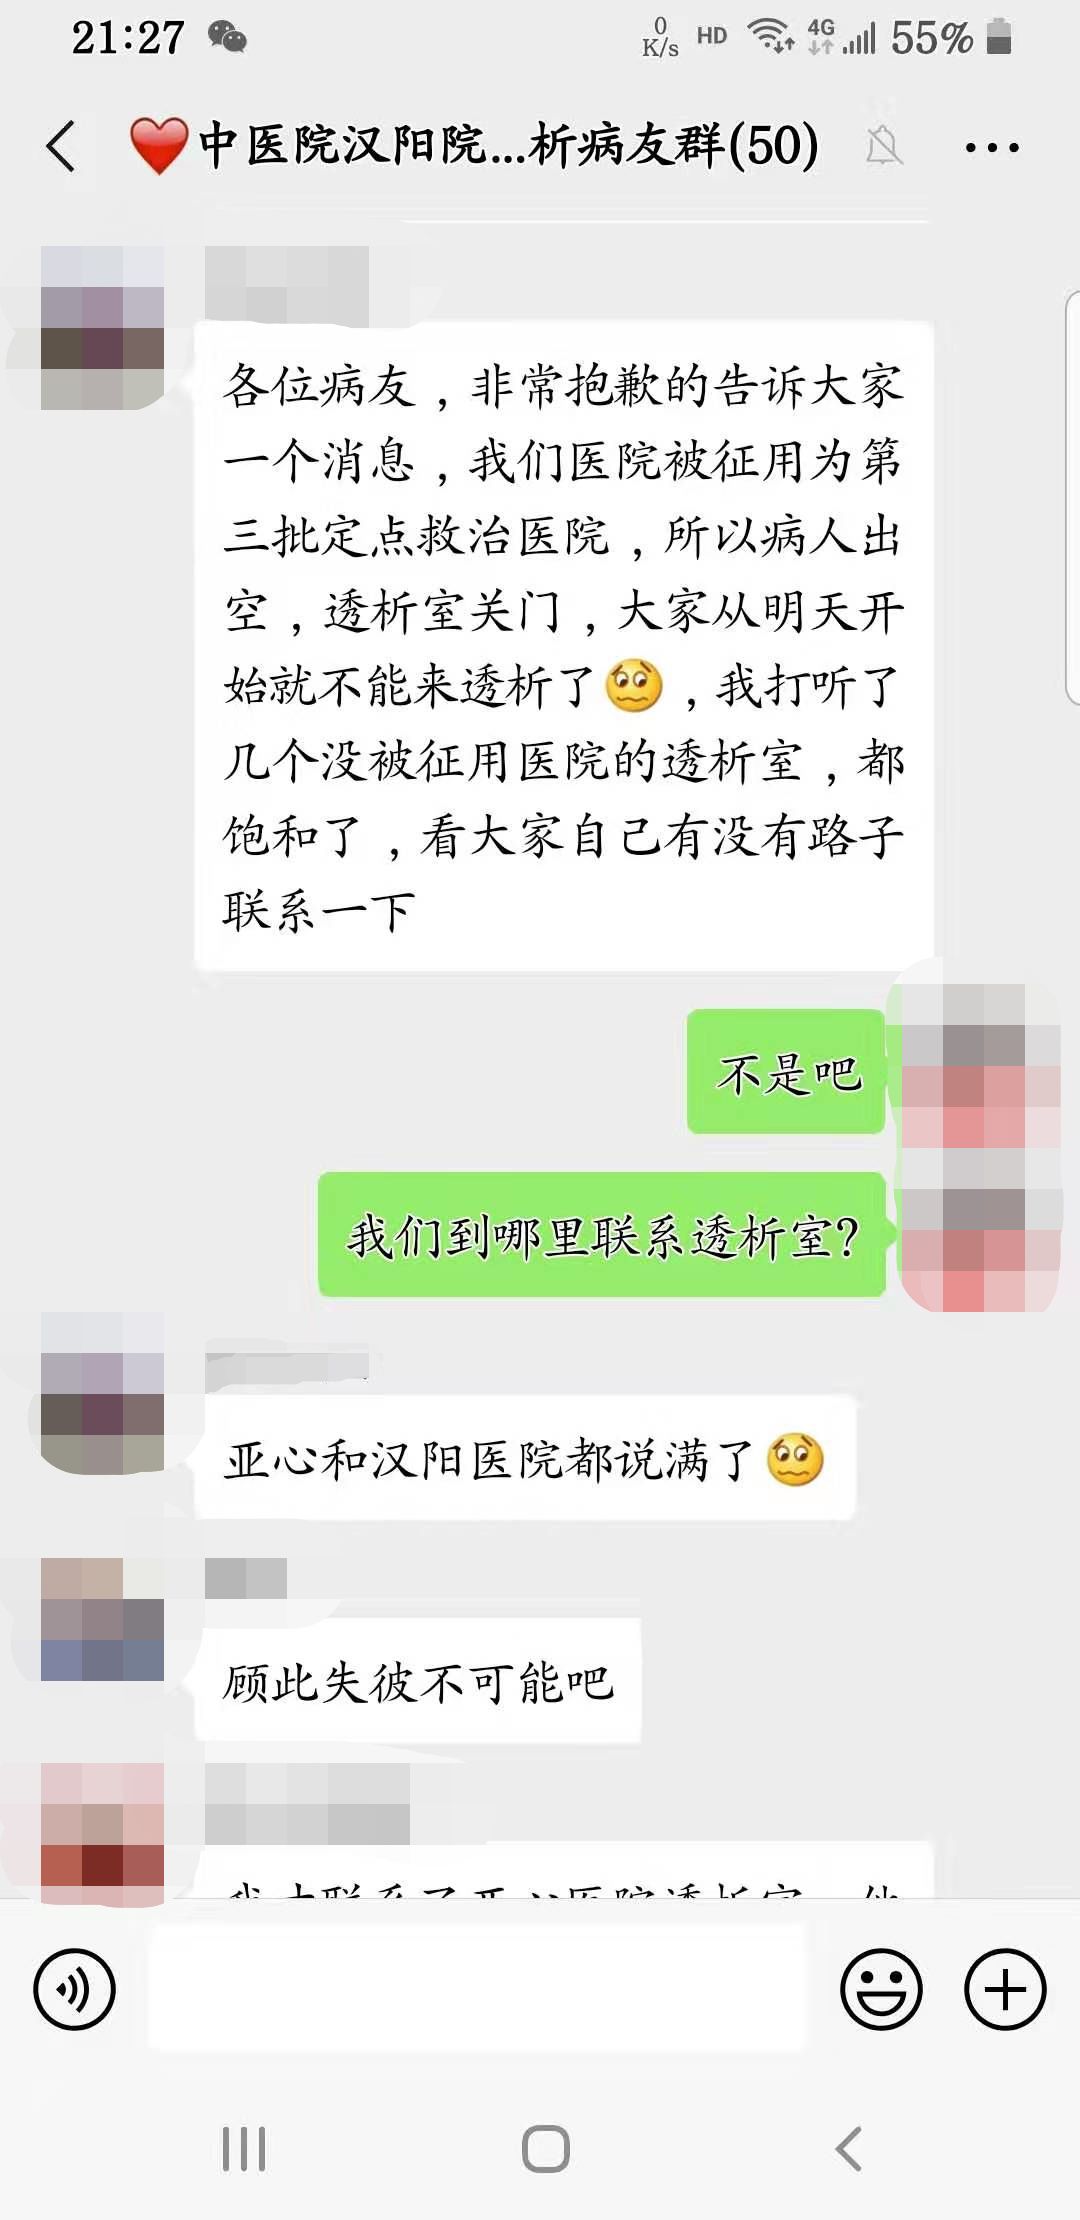 21:27
0
K/s
HD
4G
55%
中医院汉阳院...析病友群(50)
各位病友，非常抱歉的告诉大家
一个消息，我们医院被征用为第
三批定点救治医院，所以病人出
空，透析室关门，大家从明天开
始就不能来透析了🥴，我打听了
几个没被征用医院的透析室，都
饱和了，看大家自己有没有路子
联系一下
不是吧
我们到哪里联系透析室?
亚心和汉阳医院都说满了🥴
顾此失彼不可能吧